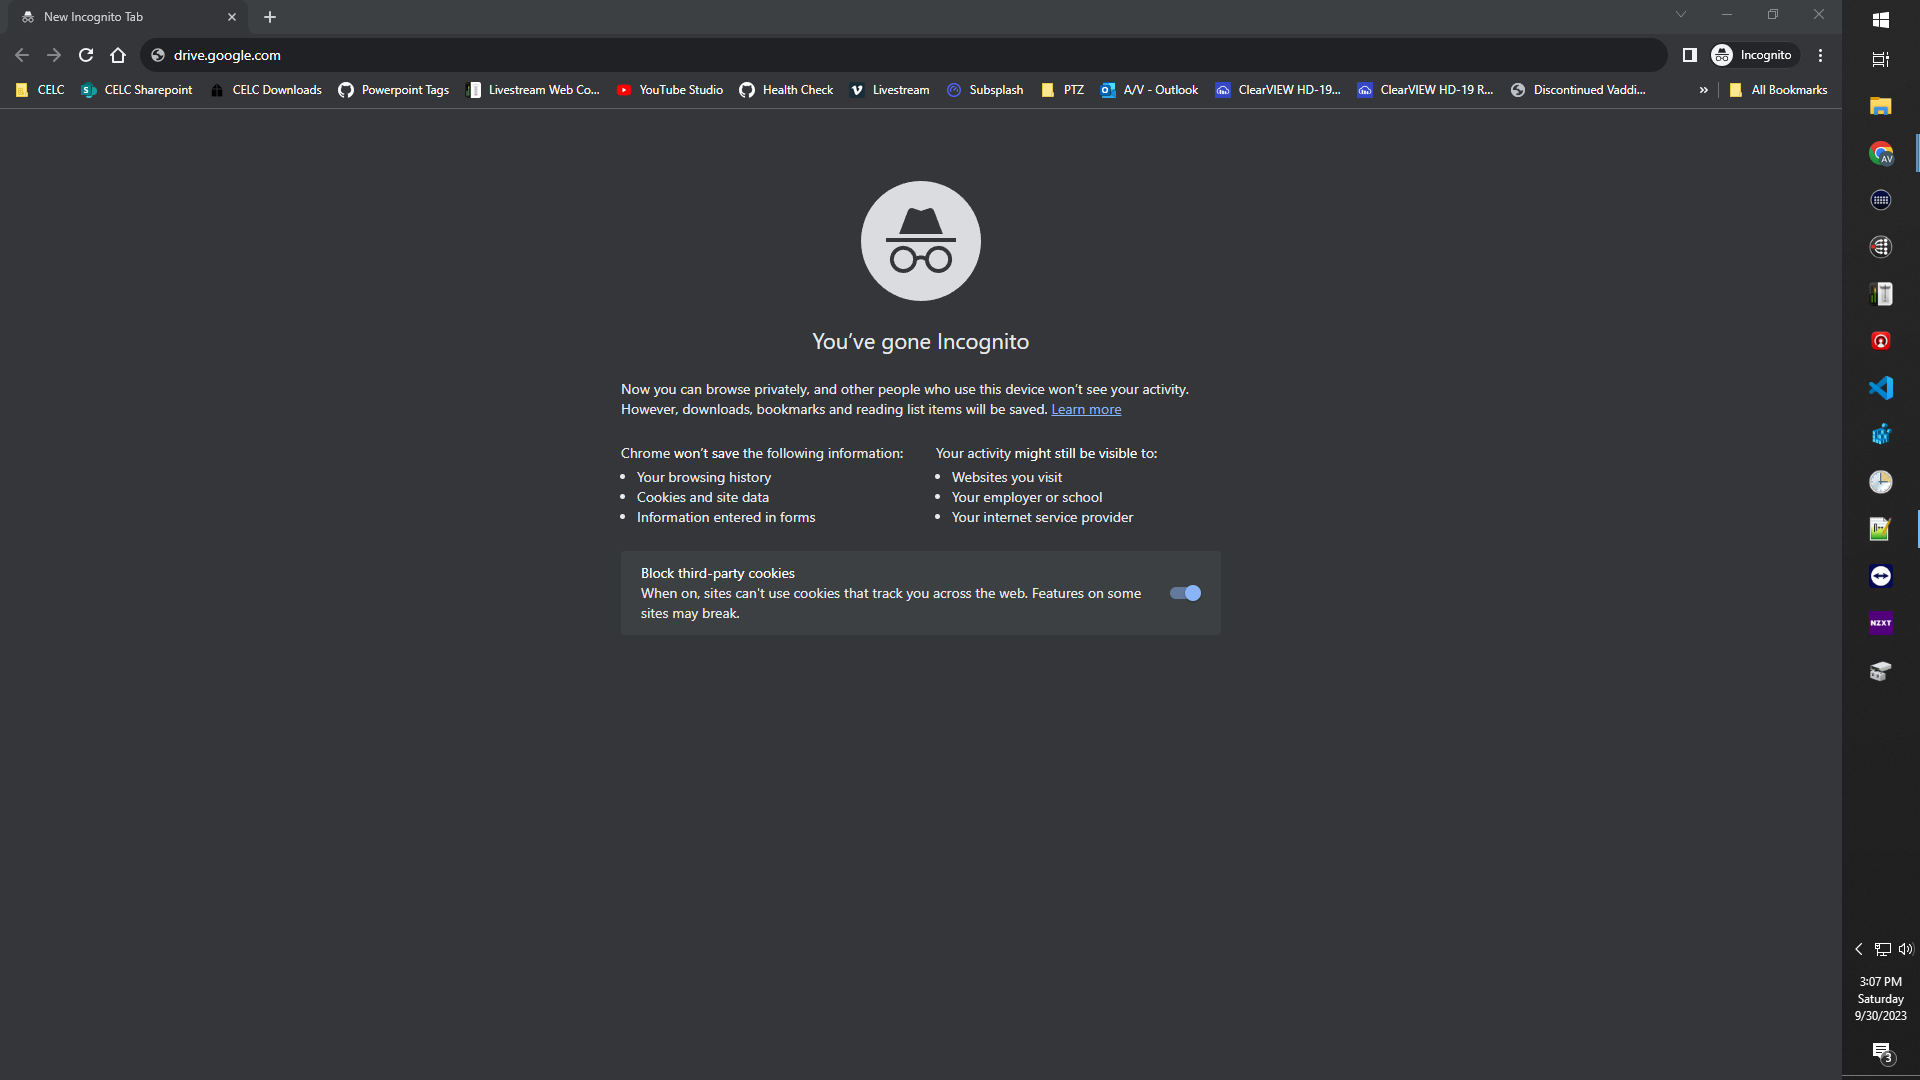 New Incognito Tab
drive.google.com
Incognito
CELC
CELC Sharepoint
CELC Downloads
Powerpoint Tags
Livestream Web Co...
YouTube Studio
Health Check
Livestream
Subsplash
PTZ
A/V - Outlook
ClearVIEW HD-19...
ClearVIEW HD-19 R...
Discontinued Vaddi...
»
All Bookmarks
You've gone Incognito
Now you can browse privately, and other people who use this device won't see your activity.
However, downloads, bookmarks and reading list items will be saved. Learn more
Chrome won't save the following information:
• Your browsing history
• Cookies and site data
• Information entered in forms
Your activity might still be visible to:
• Websites you visit
• Your employer or school
• Your internet service provider
Block third-party cookies
When on, sites can't use cookies that track you across the web. Features on some
sites may break.
AV
NZXT
3:07 PM
Saturday
9/30/2023
3